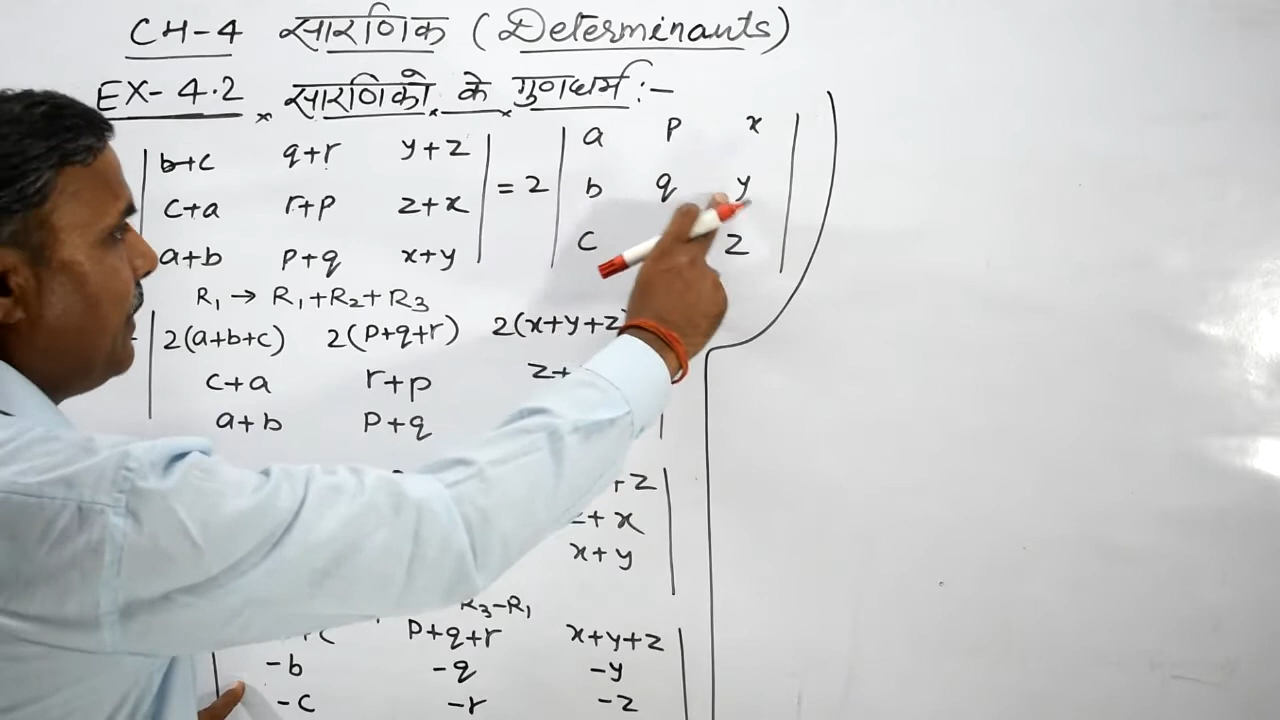 CH-4 सारणिक (Determinants)
EX-4.2 सारणिकों के गुणधर्म :-
b+c q+r y+z
c+a r+p z+x
a+b p+q x+y
= 2
a p x
b q y
c z
R₁ → R₁+R₂+R₃
2(a+b+c) 2(p+q+r) 2(x+y+z)
c+a r+p z+
a+b p+q
+z
+ x
x+y
R₃-R₁
p+q+r x+y+z
-b -q -y
-c -r -z